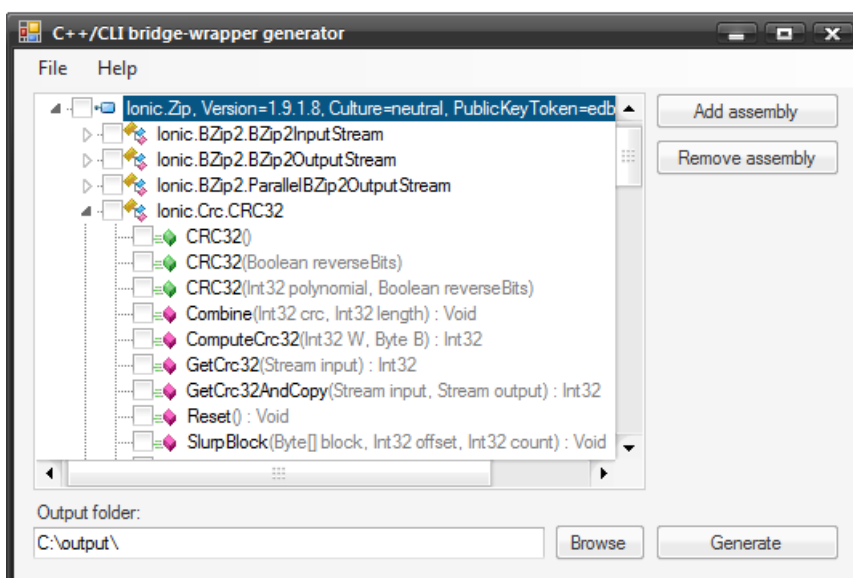 C++/CLI bridge-wrapper generator
File Help
Ionic.Zip, Version=1.9.1.8, Culture=neutral, PublicKeyToken=edb
Add assembly
Ionic.BZip2.BZip2InputStream
Ionic.BZip2.BZip2OutputStream
Remove assembly
Ionic.BZip2.ParallelBZip2OutputStream
Ionic.Crc.CRC32
CRC32()
CRC32(Boolean reverseBits)
CRC32(Int32 polynomial, Boolean reverseBits)
Combine(Int32 crc, Int32 length) : Void
ComputeCrc32(Int32 W, Byte B) : Int32
GetCrc32(Stream input) : Int32
GetCrc32AndCopy(Stream input, Stream output) : Int32
Reset() : Void
SlurpBlock(Byte[] block, Int32 offset, Int32 count) : Void
Output folder:
C:\output\
Browse
Generate